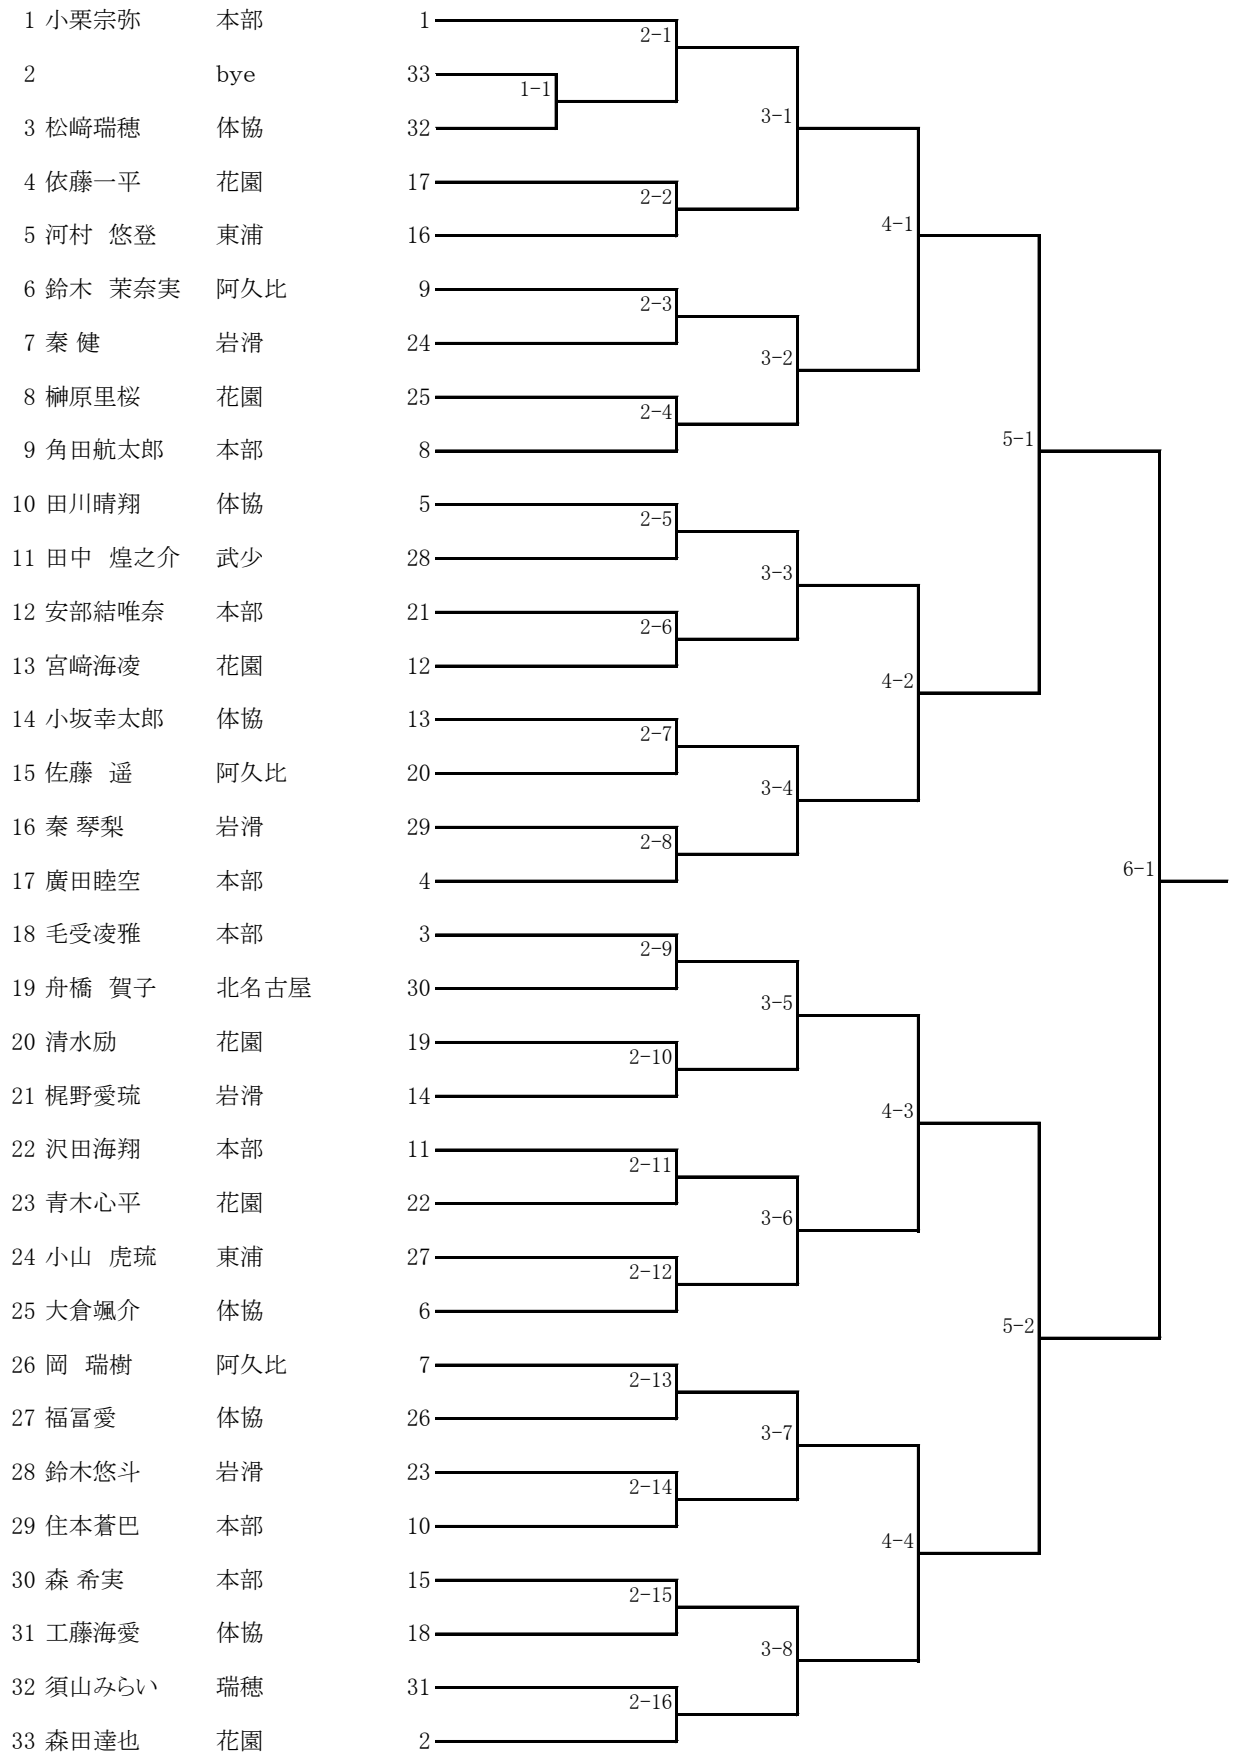 1 小栗宗弥 本部 1
2-1
2 bye 33
1-1
3 松﨑瑞穂 体協 32
3-1
4 依藤一平 花園 17
2-2
5 河村 悠登 東浦 16
4-1
6 鈴木 茉奈実 阿久比 9
2-3
7 秦 健 岩滑 24
3-2
8 榊原里桜 花園 25
2-4
9 角田航太郎 本部 8
5-1
10 田川晴翔 体協 5
2-5
11 田中 煌之介 武少 28
3-3
12 安部結唯奈 本部 21
2-6
13 宮﨑海凌 花園 12
4-2
14 小坂幸太郎 体協 13
2-7
15 佐藤 遥 阿久比 20
3-4
16 秦 琴梨 岩滑 29
2-8
17 廣田睦空 本部 4
6-1
18 毛受凌雅 本部 3
2-9
19 舟橋 賀子 北名古屋 30
3-5
20 清水励 花園 19
2-10
21 梶野愛琉 岩滑 14
4-3
22 沢田海翔 本部 11
2-11
23 青木心平 花園 22
3-6
24 小山 虎琉 東浦 27
2-12
25 大倉颯介 体協 6
5-2
26 岡 瑞樹 阿久比 7
2-13
27 福冨愛 体協 26
3-7
28 鈴木悠斗 岩滑 23
2-14
29 住本蒼巴 本部 10
4-4
30 森 希実 本部 15
2-15
31 工藤海愛 体協 18
3-8
32 須山みらい 瑞穂 31
2-16
33 森田達也 花園 2